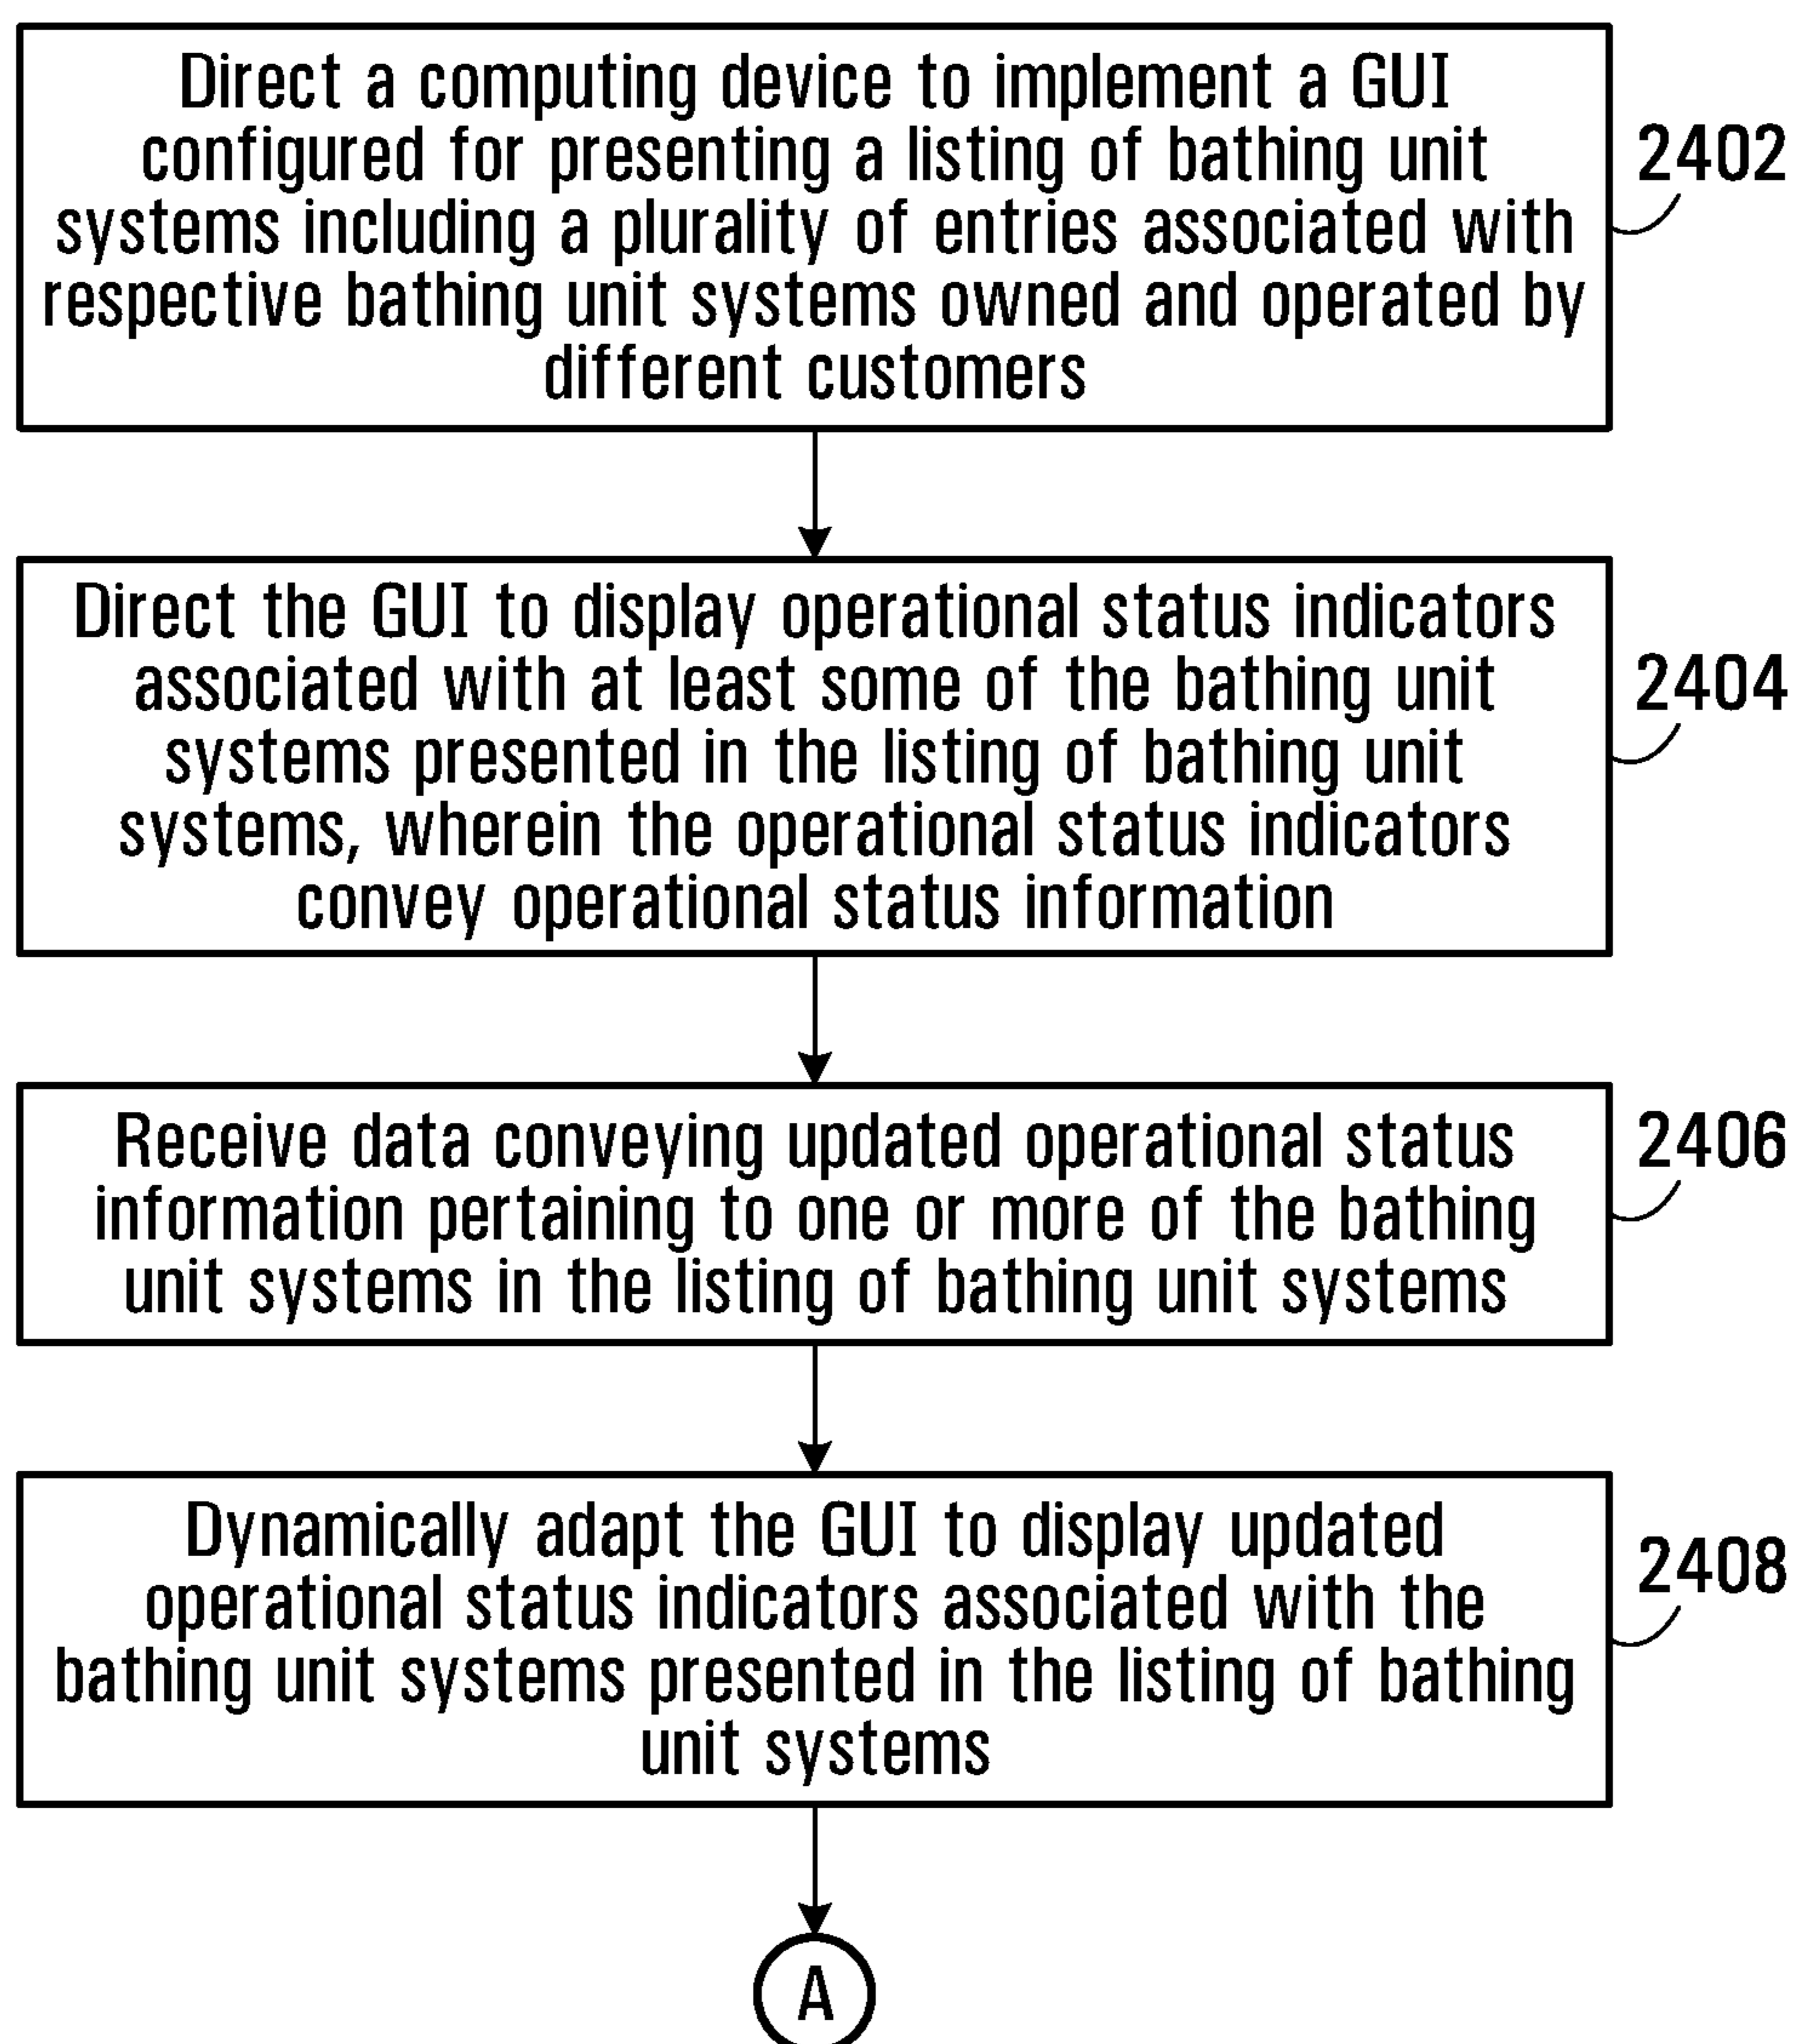 Direct a computing device to implement a GUI
configured for presenting a listing of bathing unit
systems including a plurality of entries associated with
respective bathing unit systems owned and operated by
different customers
2402
Direct the GUI to display operational status indicators
associated with at least some of the bathing unit
systems presented in the listing of bathing unit
systems, wherein the operational status indicators
convey operational status information
2404
Receive data conveying updated operational status
information pertaining to one or more of the bathing
unit systems in the listing of bathing unit systems
2406
Dynamically adapt the GUI to display updated
operational status indicators associated with the
bathing unit systems presented in the listing of bathing
unit systems
2408
A